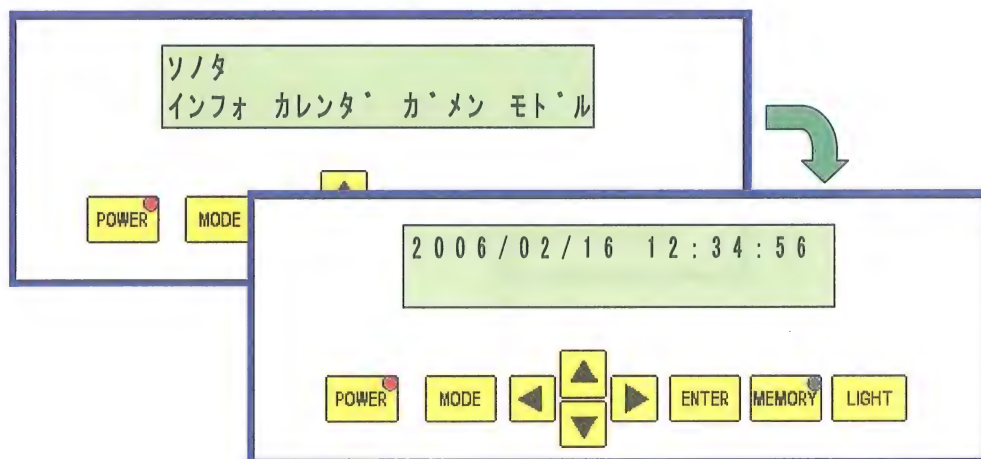 ソノタ
インフォ カレンダ゛ ガメン モト゛ル
POWER
MODE
2006/02/16 12:34:56
POWER
MODE
ENTER
MEMORY
LIGHT